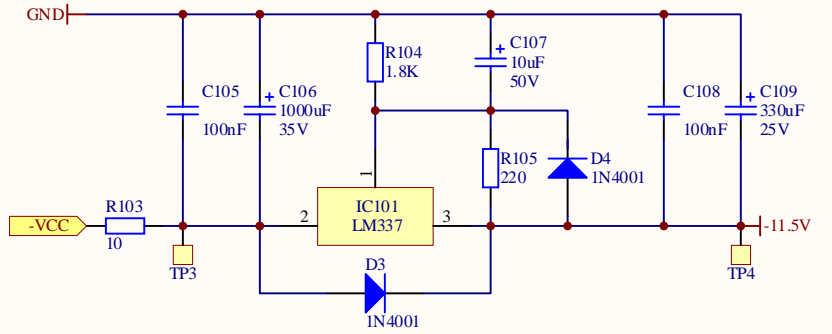 GND
C105
100nF
C106
1000uF
35V
R104
1.8K
C107
10uF
50V
C108
100nF
C109
330uF
25V
R105
220
D4
1N4001
1
IC101
LM337
2
3
-VCC
R103
10
-11.5V
TP3
TP4
D3
1N4001